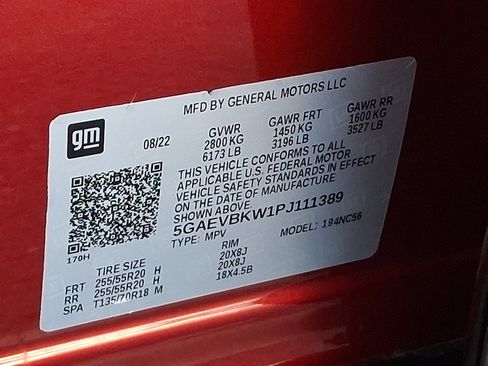 MFD BY GENERAL MOTORS LLC
gm
08/22
GVWR GAWR FRT GAWR RR
2800 KG 1450 KG 1600 KG
6173 LB 3196 LB 3527 LB
THIS VEHICLE CONFORMS TO ALL
APPLICABLE U.S. FEDERAL MOTOR
VEHICLE SAFETY STANDARDS IN EFFECT
ON THE DATE OF MANUFACTURE
SHOWN ABOVE.
5GAEVBKW1PJ111389
TYPE: MPV MODEL: 194NC56
170H
TIRE SIZE RIM
FRT 255/55R20 H 20X8J
RR 255/55R20 H 20X8J
SPA T135/70R18 M 18X4.5B